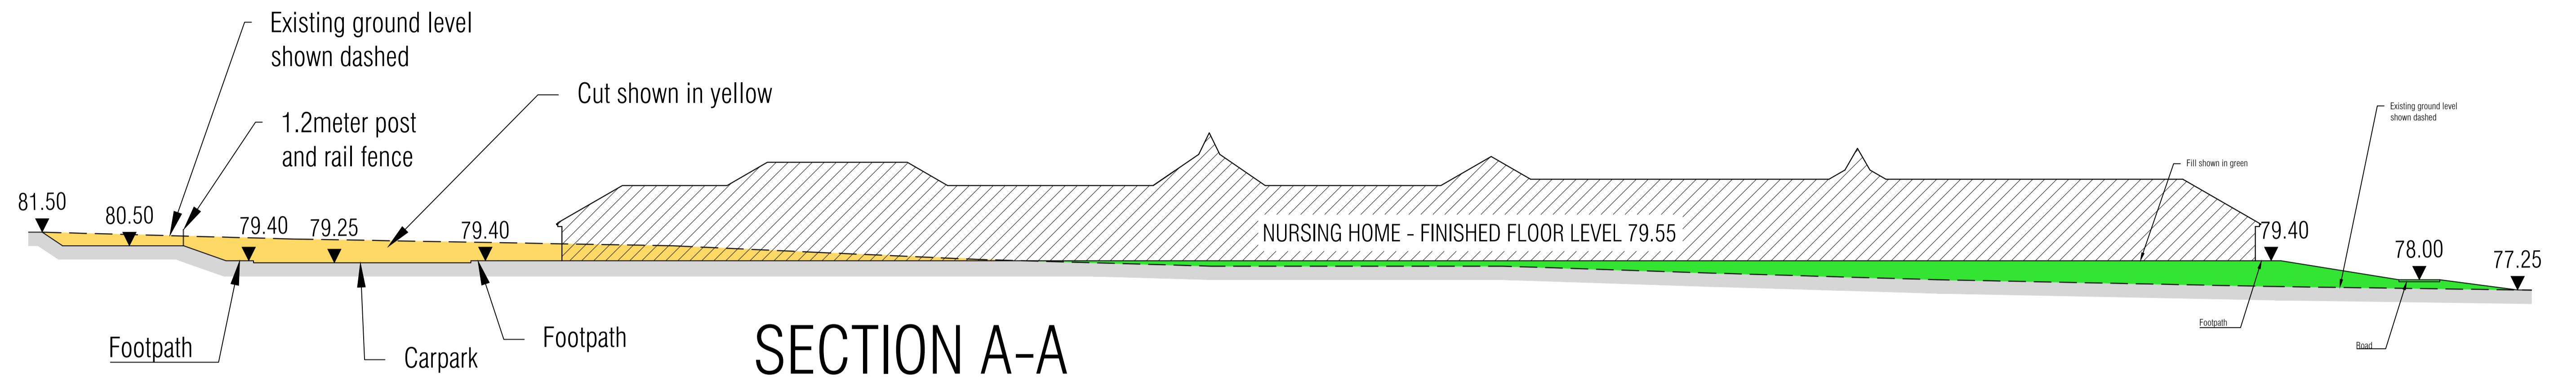 Existing ground level
shown dashed
Cut shown in yellow
1.2meter post
and rail fence
Existing ground level
shown dashed
Fill shown in green
81.50
80.50
79.40
79.25
79.40
NURSING HOME - FINISHED FLOOR LEVEL 79.55
79.40
78.00
77.25
Footpath
Carpark
Footpath
Footpath
Road
SECTION A-A